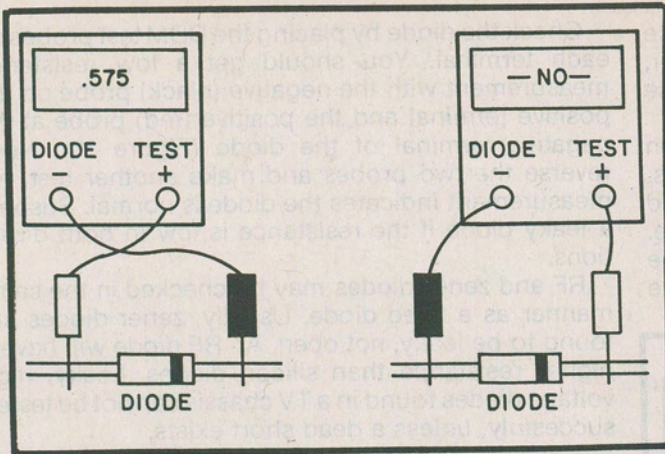 .575
DIODE TEST
− +
DIODE
—NO—
DIODE TEST
− +
DIODE